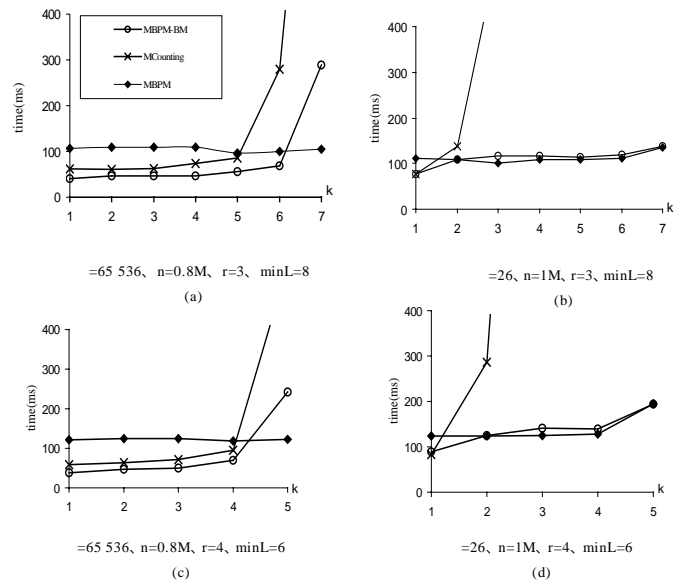 400
300
200
100
0
time(ms)
MBPM-BM
MCounting
MBPM
1 2 3 4 5 6 7
k
=65 536、n=0.8M、r=3、minL=8
(a)
400
300
200
100
0
time(ms)
1 2 3 4 5 6 7
k
=26、n=1M、r=3、minL=8
(b)
400
300
200
100
0
time(ms)
1 2 3 4 5
k
=65 536、n=0.8M、r=4、minL=6
(c)
400
300
200
100
0
time(ms)
1 2 3 4 5
k
=26、n=1M、r=4、minL=6
(d)